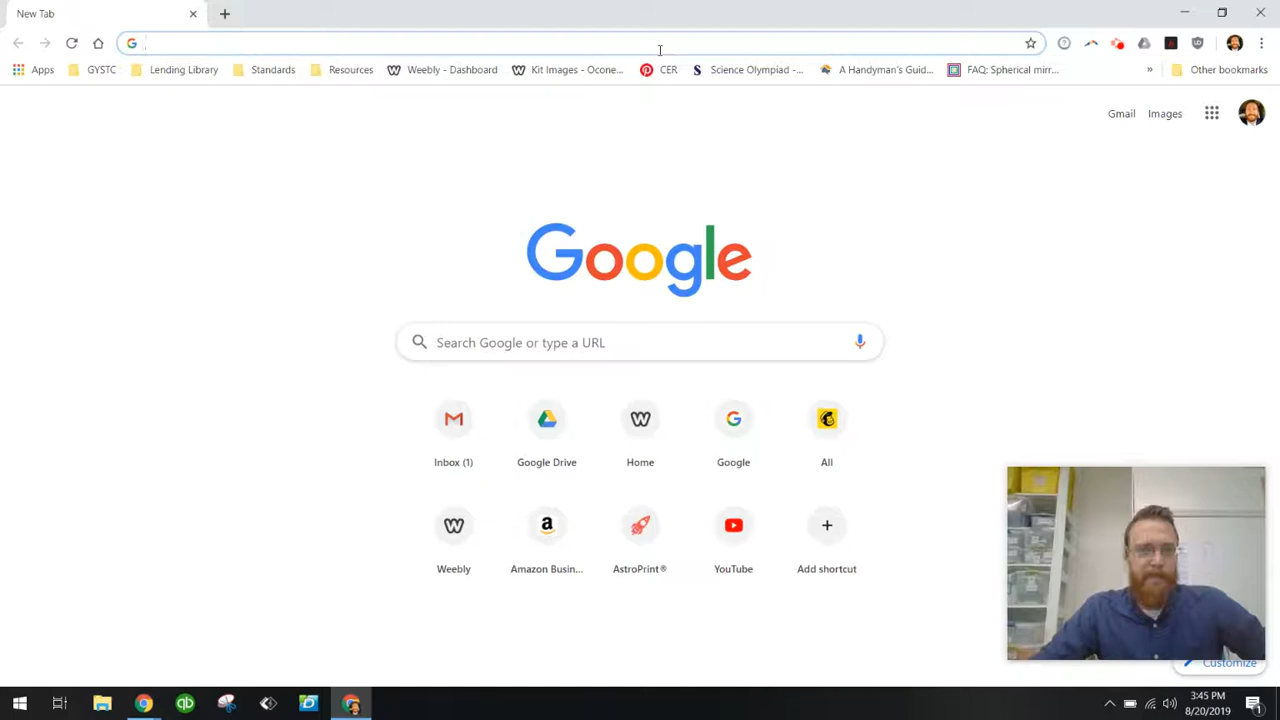 New Tab
Apps GYSTC Lending Library Standards Resources Weebly - Dashboard Kit Images - Ocone... CER Science Olympiad -... A Handyman's Guid... FAQ: Spherical mirr... » Other bookmarks
Gmail Images
Google
Search Google or type a URL
Inbox (1) Google Drive Home Google All
Weebly Amazon Busin... AstroPrint® YouTube Add shortcut
Customize
3:45 PM
8/20/2019